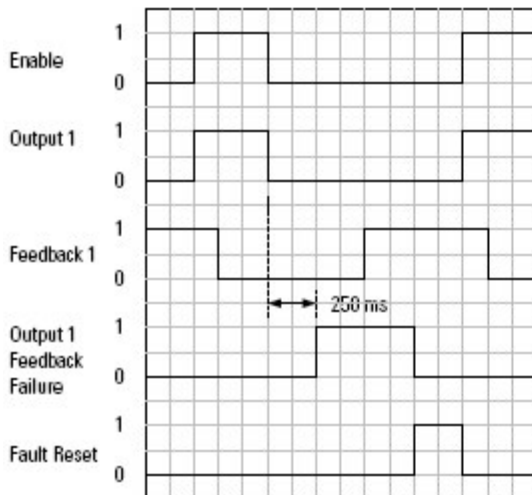 1
Enable
0
1
Output 1
0
1
Feedback 1
0
250 ms
Output 1
1
Feedback
Failure
0
1
Fault Reset
0